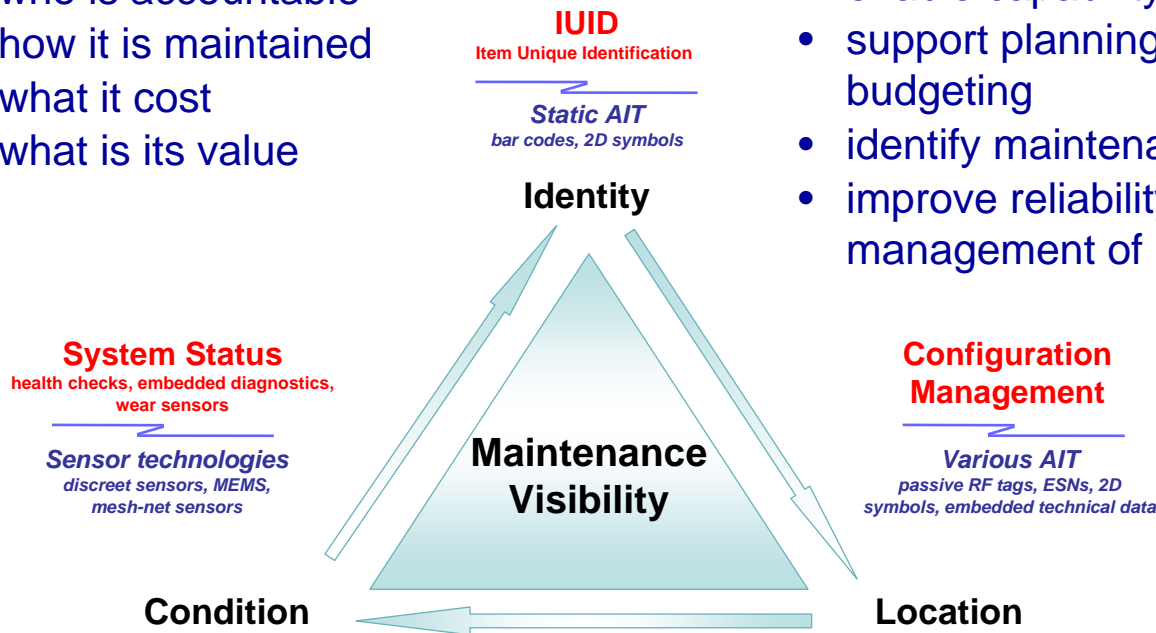 how it is maintained
what it cost
what is its value
IUID
Item Unique Identification
Static AIT
bar codes, 2D symbols
Identity
• support planning
budgeting
• identify
• improve
management of
System Status
health checks, embedded diagnostics,
wear sensors
Sensor technologies
discreet sensors, MEMS,
mesh-net sensors
Maintenance
Visibility
Configuration
Management
Various AIT
passive RF tags, ESNs, 2D
symbols, embedded technical data
Condition
Location